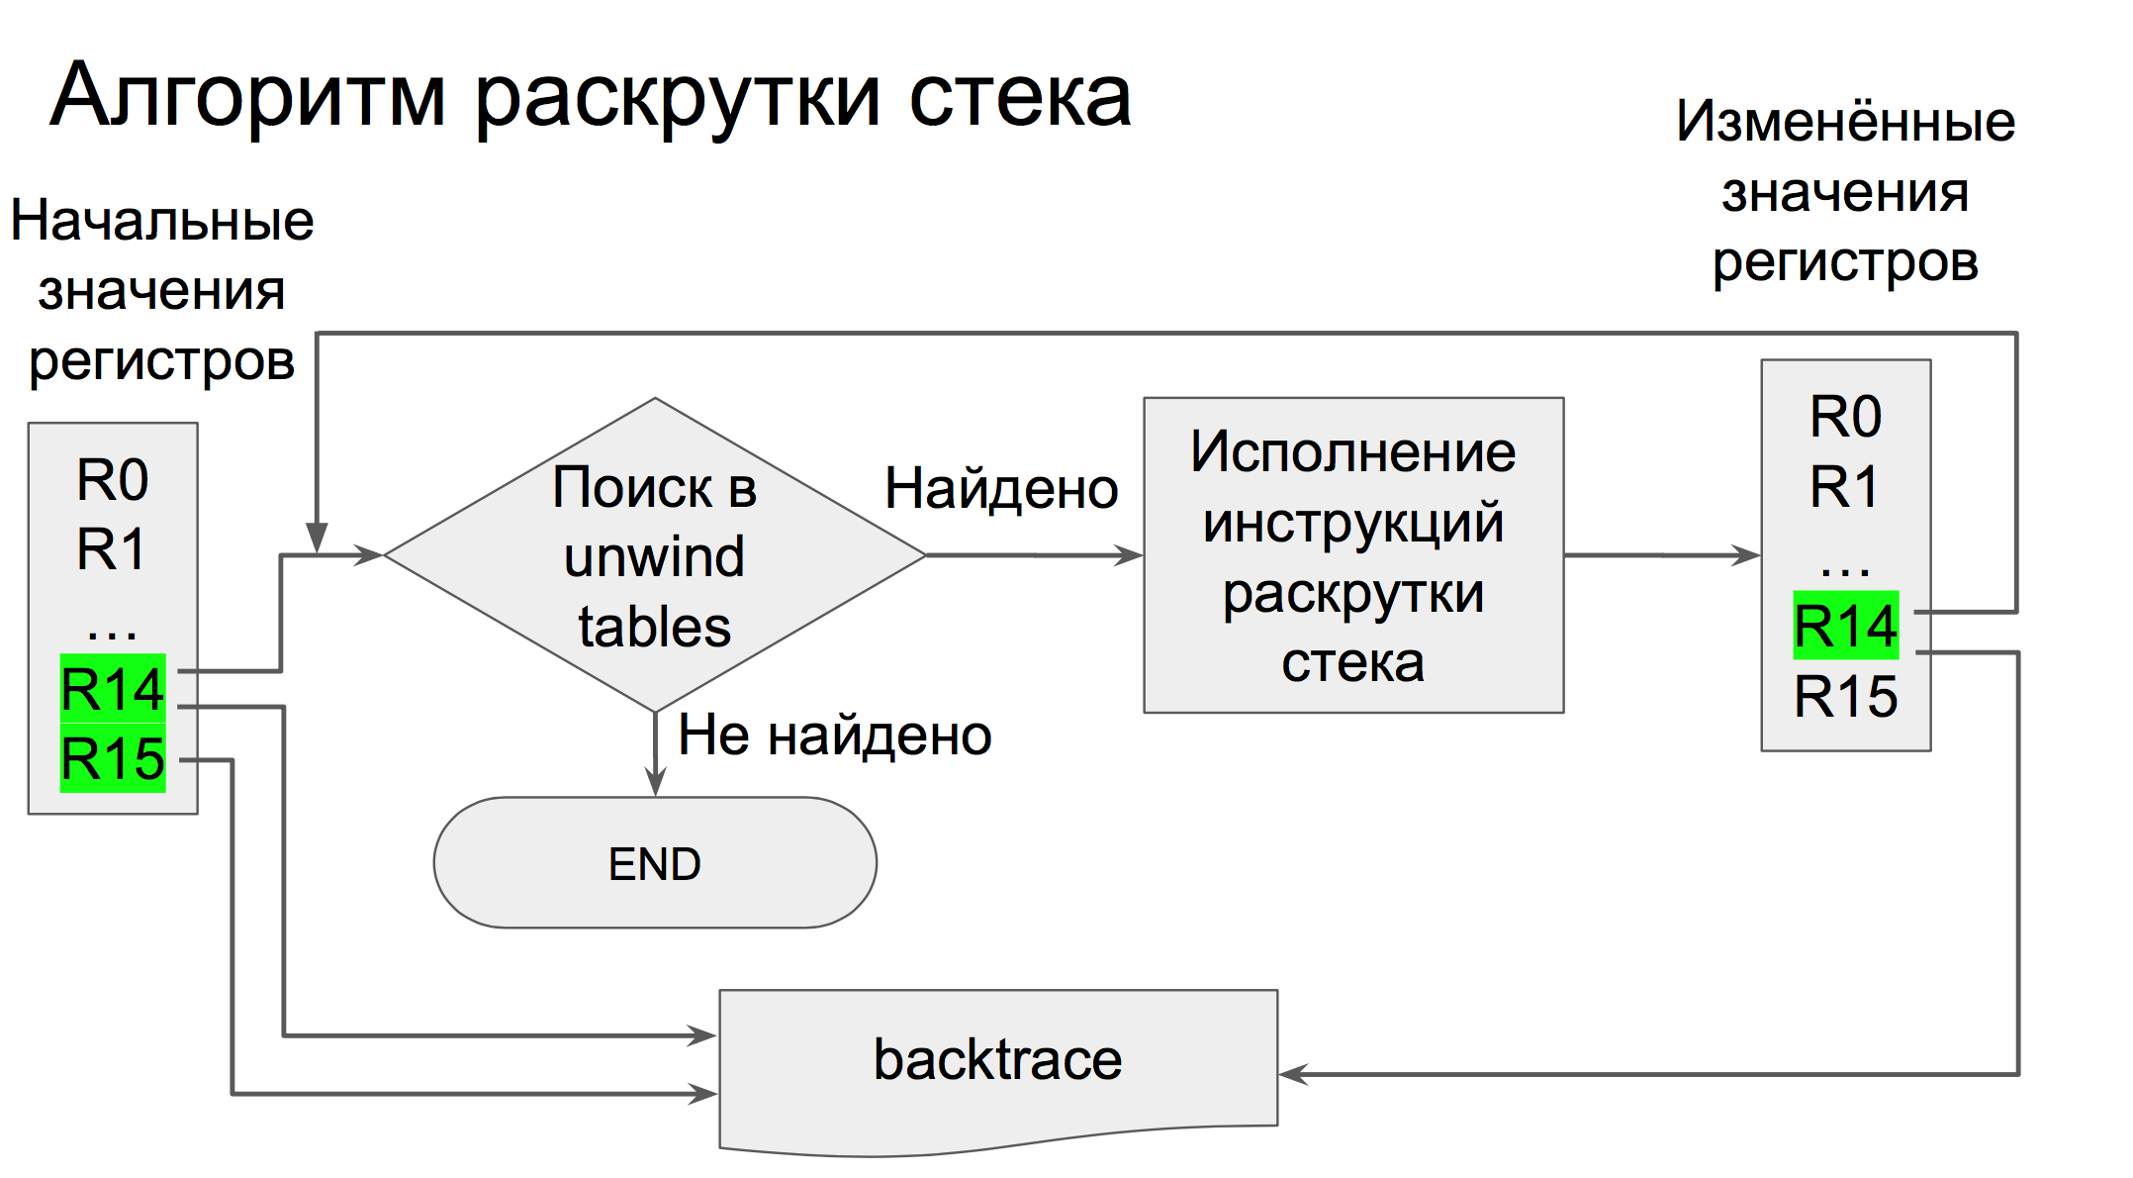 Алгоритм раскрутки стека
Начальные
значения
регистров
R0
R1
...
R14
R15
Поиск в
unwind
tables
Найдено
Не найдено
END
Исполнение
инструкций
раскрутки
стека
Изменённые
значения
регистров
R0
R1
...
R14
R15
backtrace